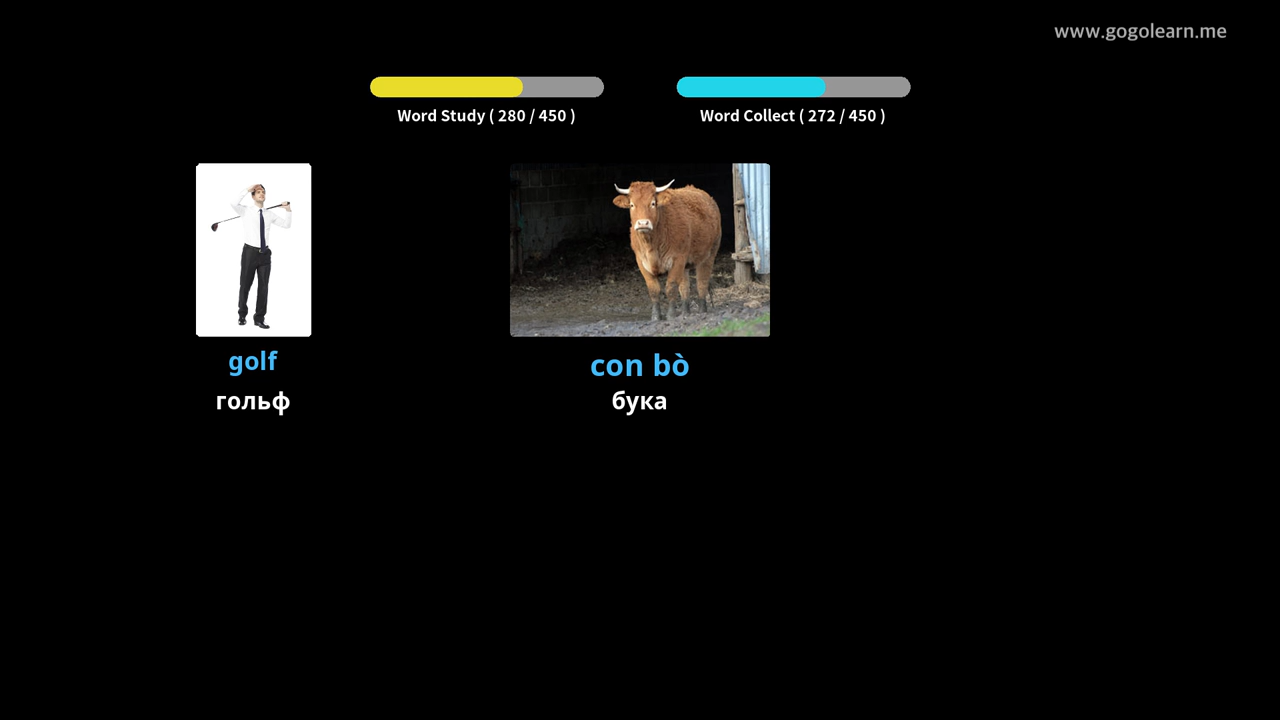 www.gogolearn.me
Word Study ( 280 / 450 )
Word Collect ( 272 / 450 )
golf
гольф
con bò
бука